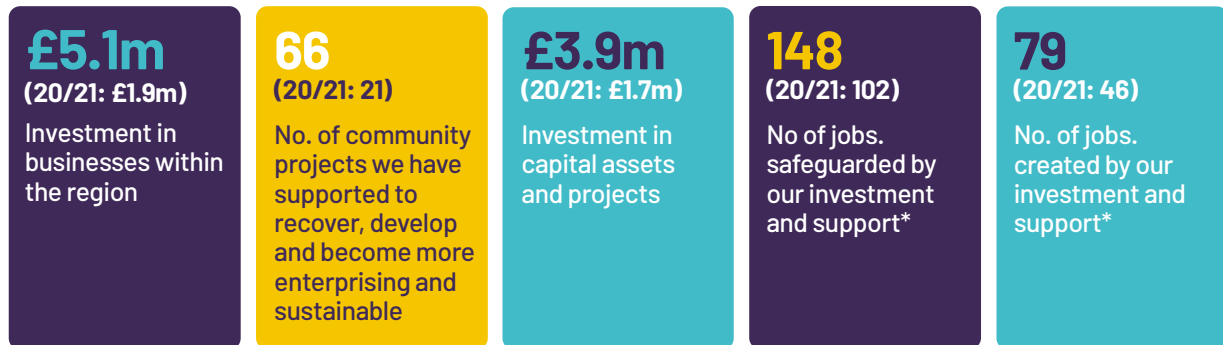 £5.1m
(20/21: £1.9m)
Investment in
businesses within
the region
66
(20/21: 21)
No. of community
projects we have
supported to
recover, develop
and become more
enterprising and
sustainable
£3.9m
(20/21: £1.7m)
Investment in
capital assets
and projects
148
(20/21: 102)
No of jobs.
safeguarded by
our investment
and support*
79
(20/21: 46)
No. of jobs.
created by our
investment and
support*